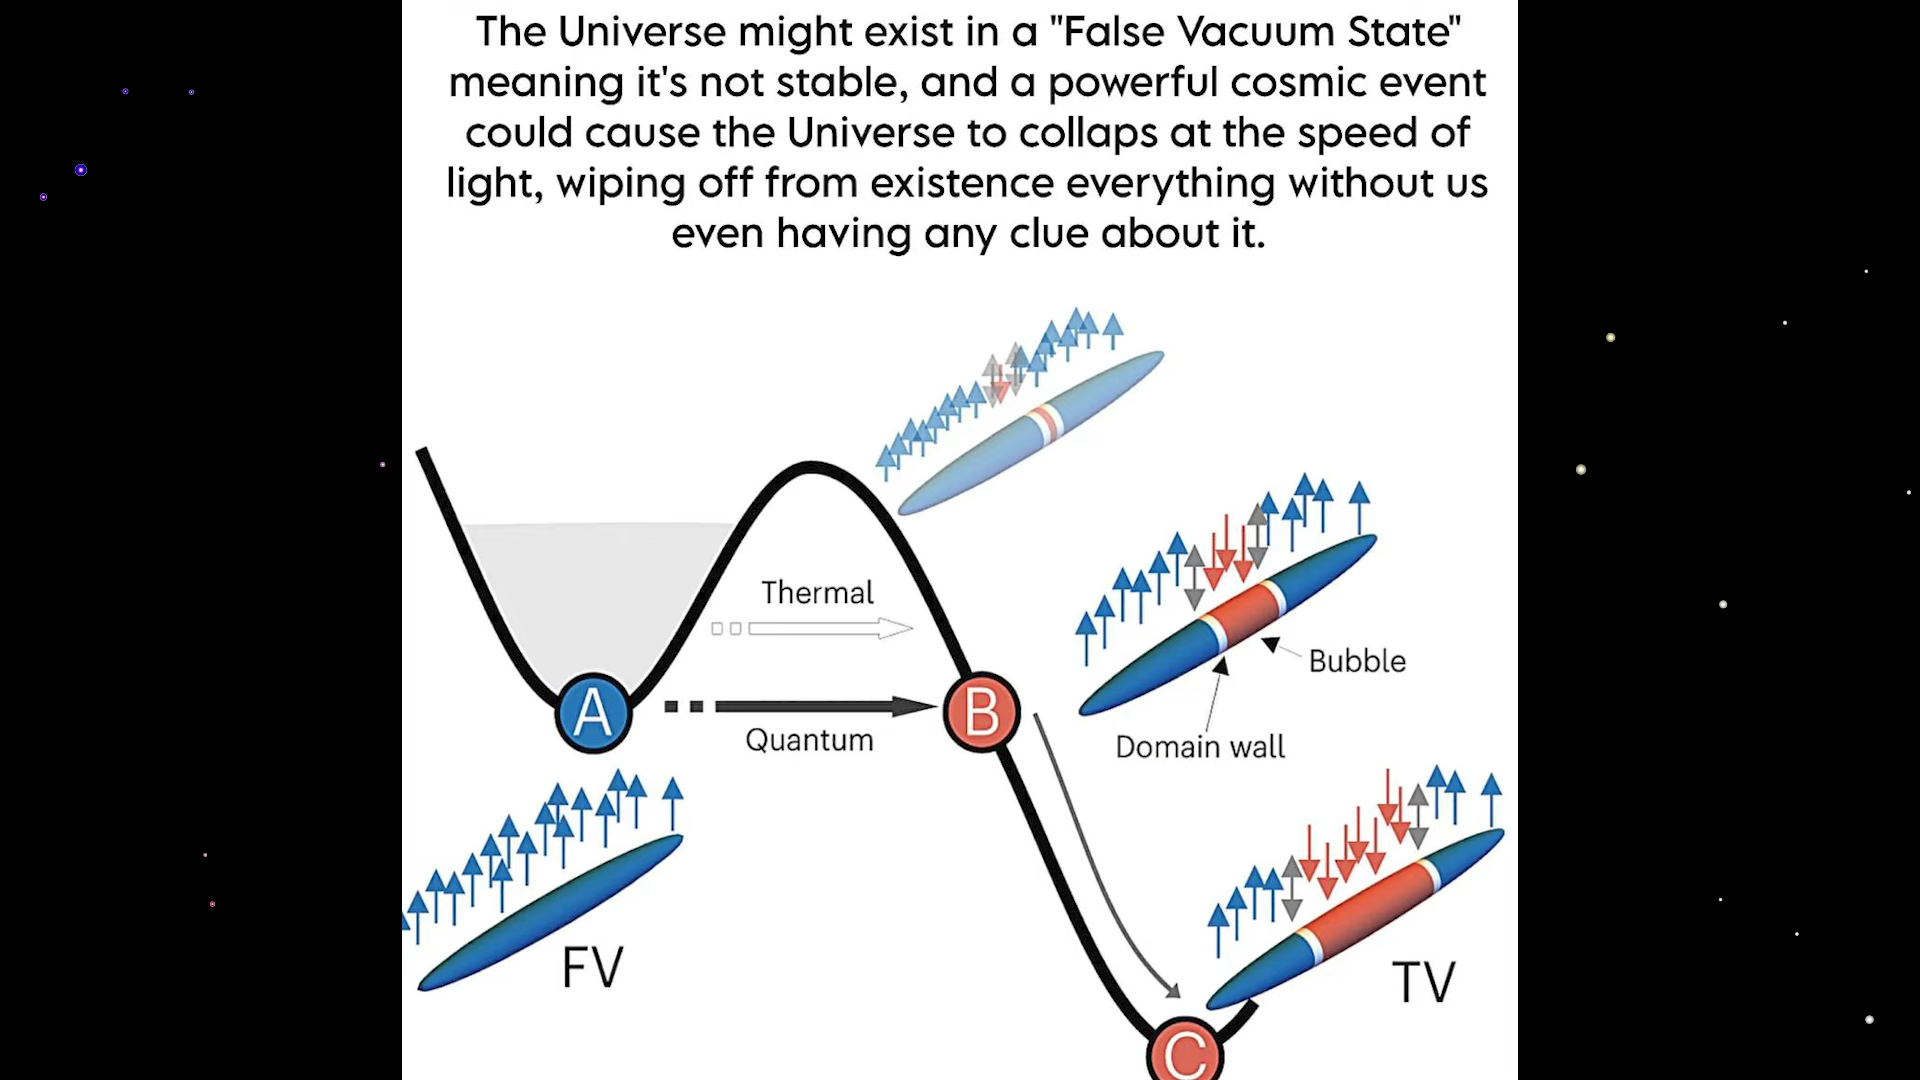 The Universe might exist in a "False Vacuum State"
meaning it's not stable, and a powerful cosmic event
could cause the Universe to collaps at the speed of
light, wiping off from existence everything without us
even having any clue about it.
Thermal
Quantum
A
B
Bubble
Domain wall
FV
TV
C